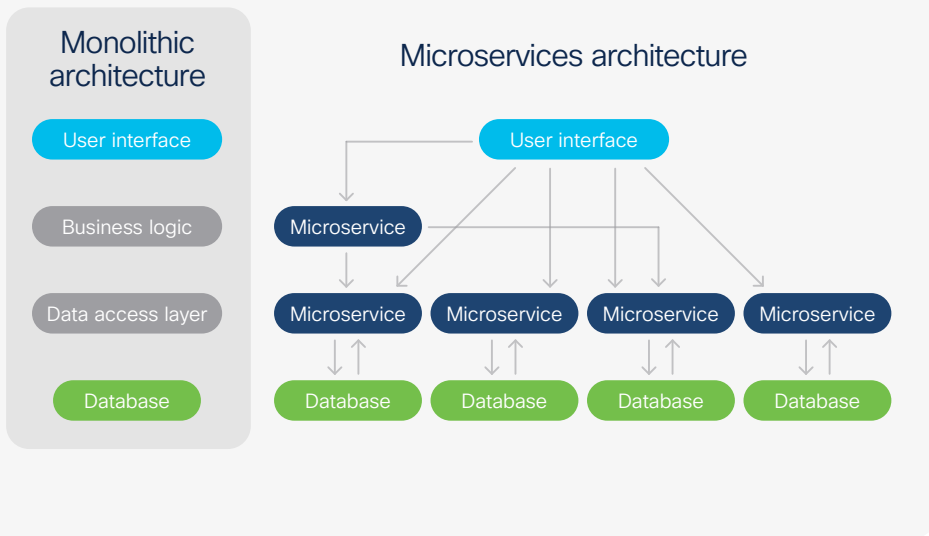 Monolithic
architecture
User interface
Business logic
Data access layer
Database
Microservices architecture
User interface
Microservice
Microservice
Microservice
Microservice
Microservice
Database
Database
Database
Database